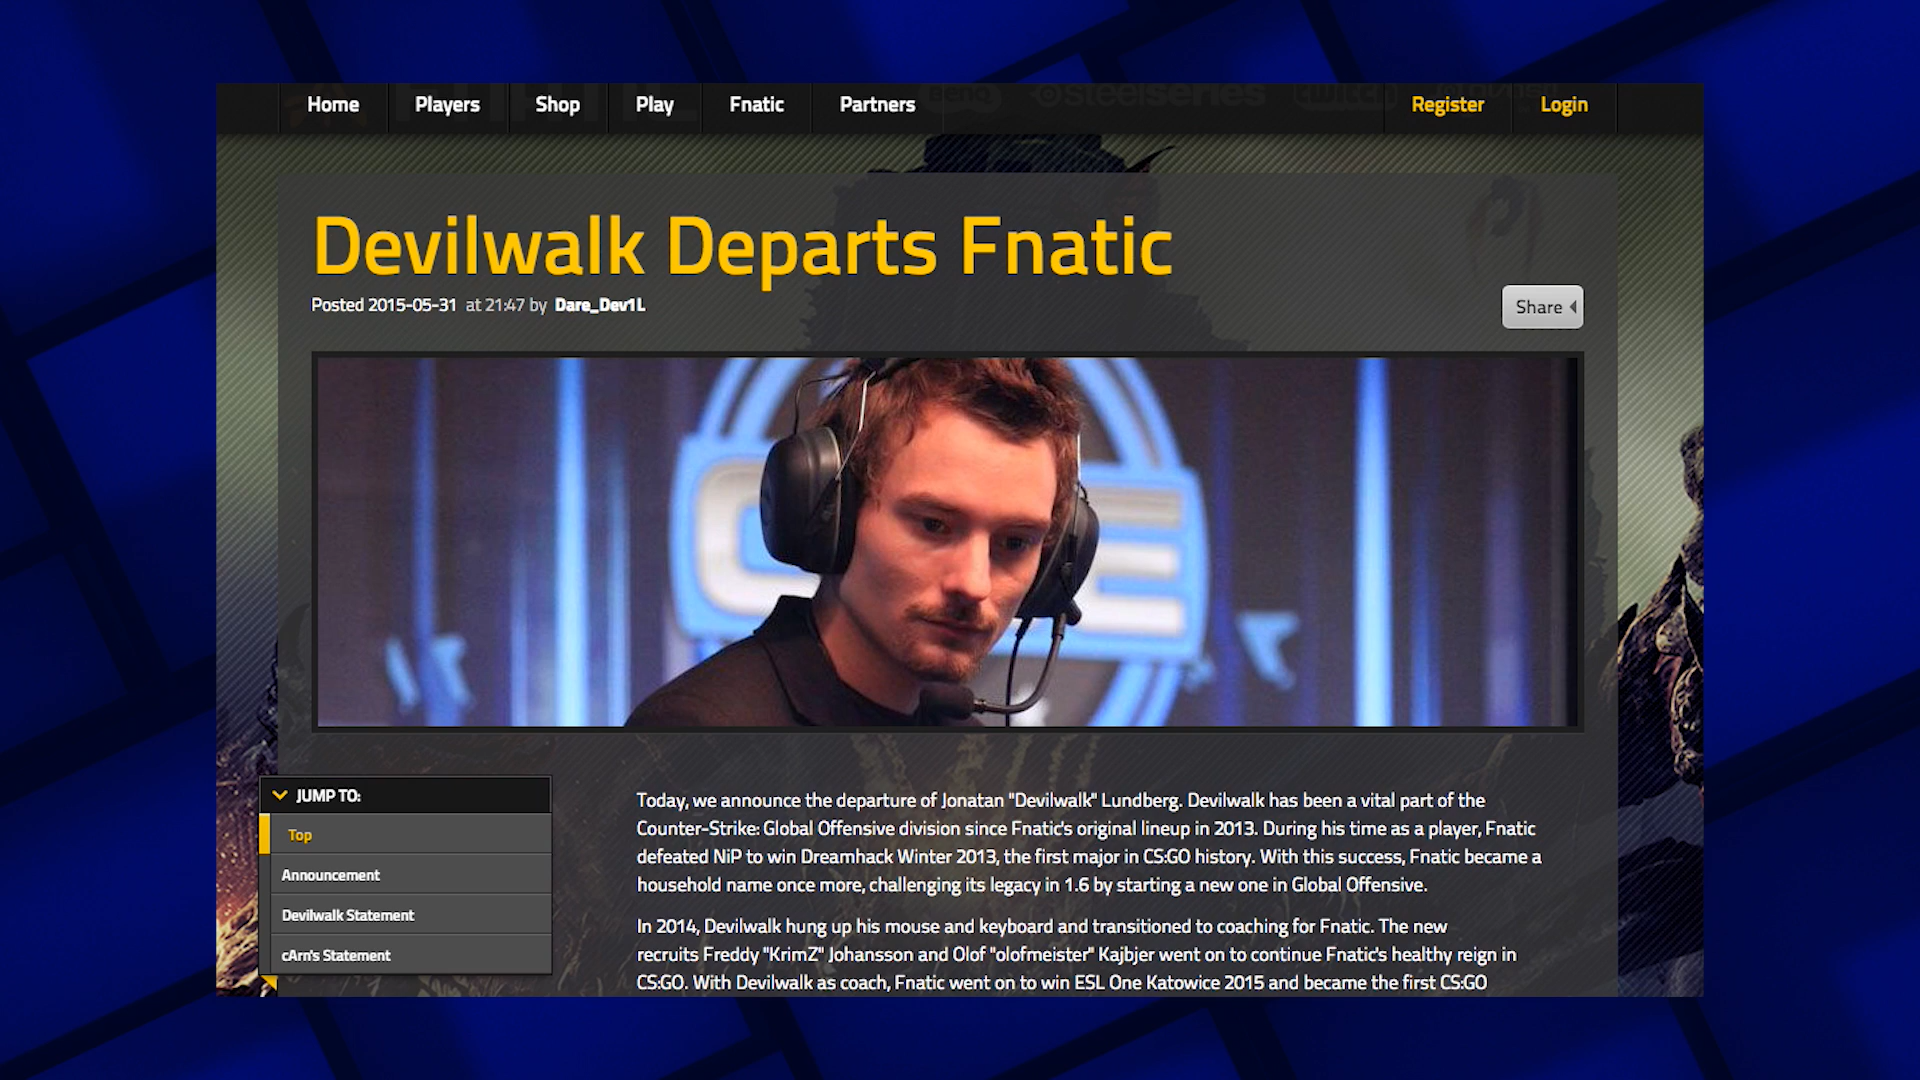 Home Players Shop Play Fnatic Partners Register Login
BenQ steelseries twitch
Devilwalk Departs Fnatic
Posted 2015-05-31 at 21:47 by Dare_Dev1L
Share
JUMP TO:
Top
Announcement
Devilwalk Statement
cArn's Statement
Today, we announce the departure of Jonatan "Devilwalk" Lundberg. Devilwalk has been a vital part of the
Counter-Strike: Global Offensive division since Fnatic's original lineup in 2013. During his time as a player, Fnatic
defeated NiP to win Dreamhack Winter 2013, the first major in CS:GO history. With this success, Fnatic became a
household name once more, challenging its legacy in 1.6 by starting a new one in Global Offensive.
In 2014, Devilwalk hung up his mouse and keyboard and transitioned to coaching for Fnatic. The new
recruits Freddy "KrimZ" Johansson and Olof "olofmeister" Kajbjer went on to continue Fnatic's healthy reign in
CS:GO. With Devilwalk as coach, Fnatic went on to win ESL One Katowice 2015 and became the first CS:GO